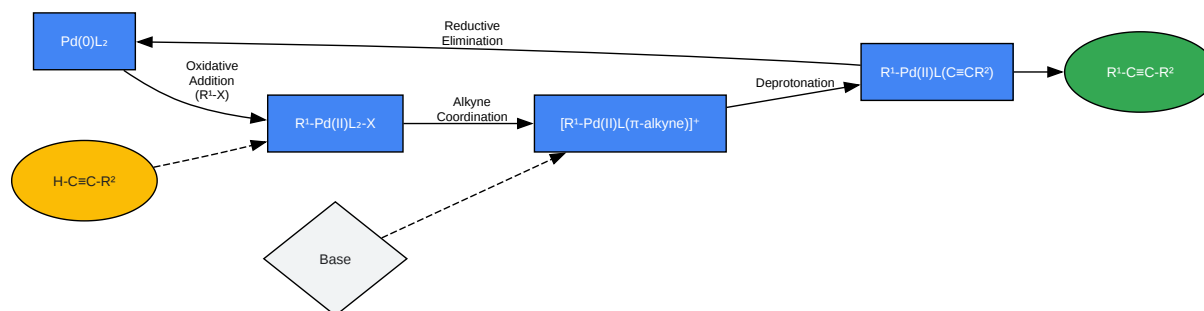 Pd(0)L₂
Oxidative
Addition
(R¹-X)
H-C≡C-R²
R¹-Pd(II)L₂-X
Alkyne
Coordination
Base
Reductive
Elimination
[R¹-Pd(II)L(π-alkyne)]⁺
Deprotonation
R¹-Pd(II)L(C≡CR²)
R¹-C≡C-R²